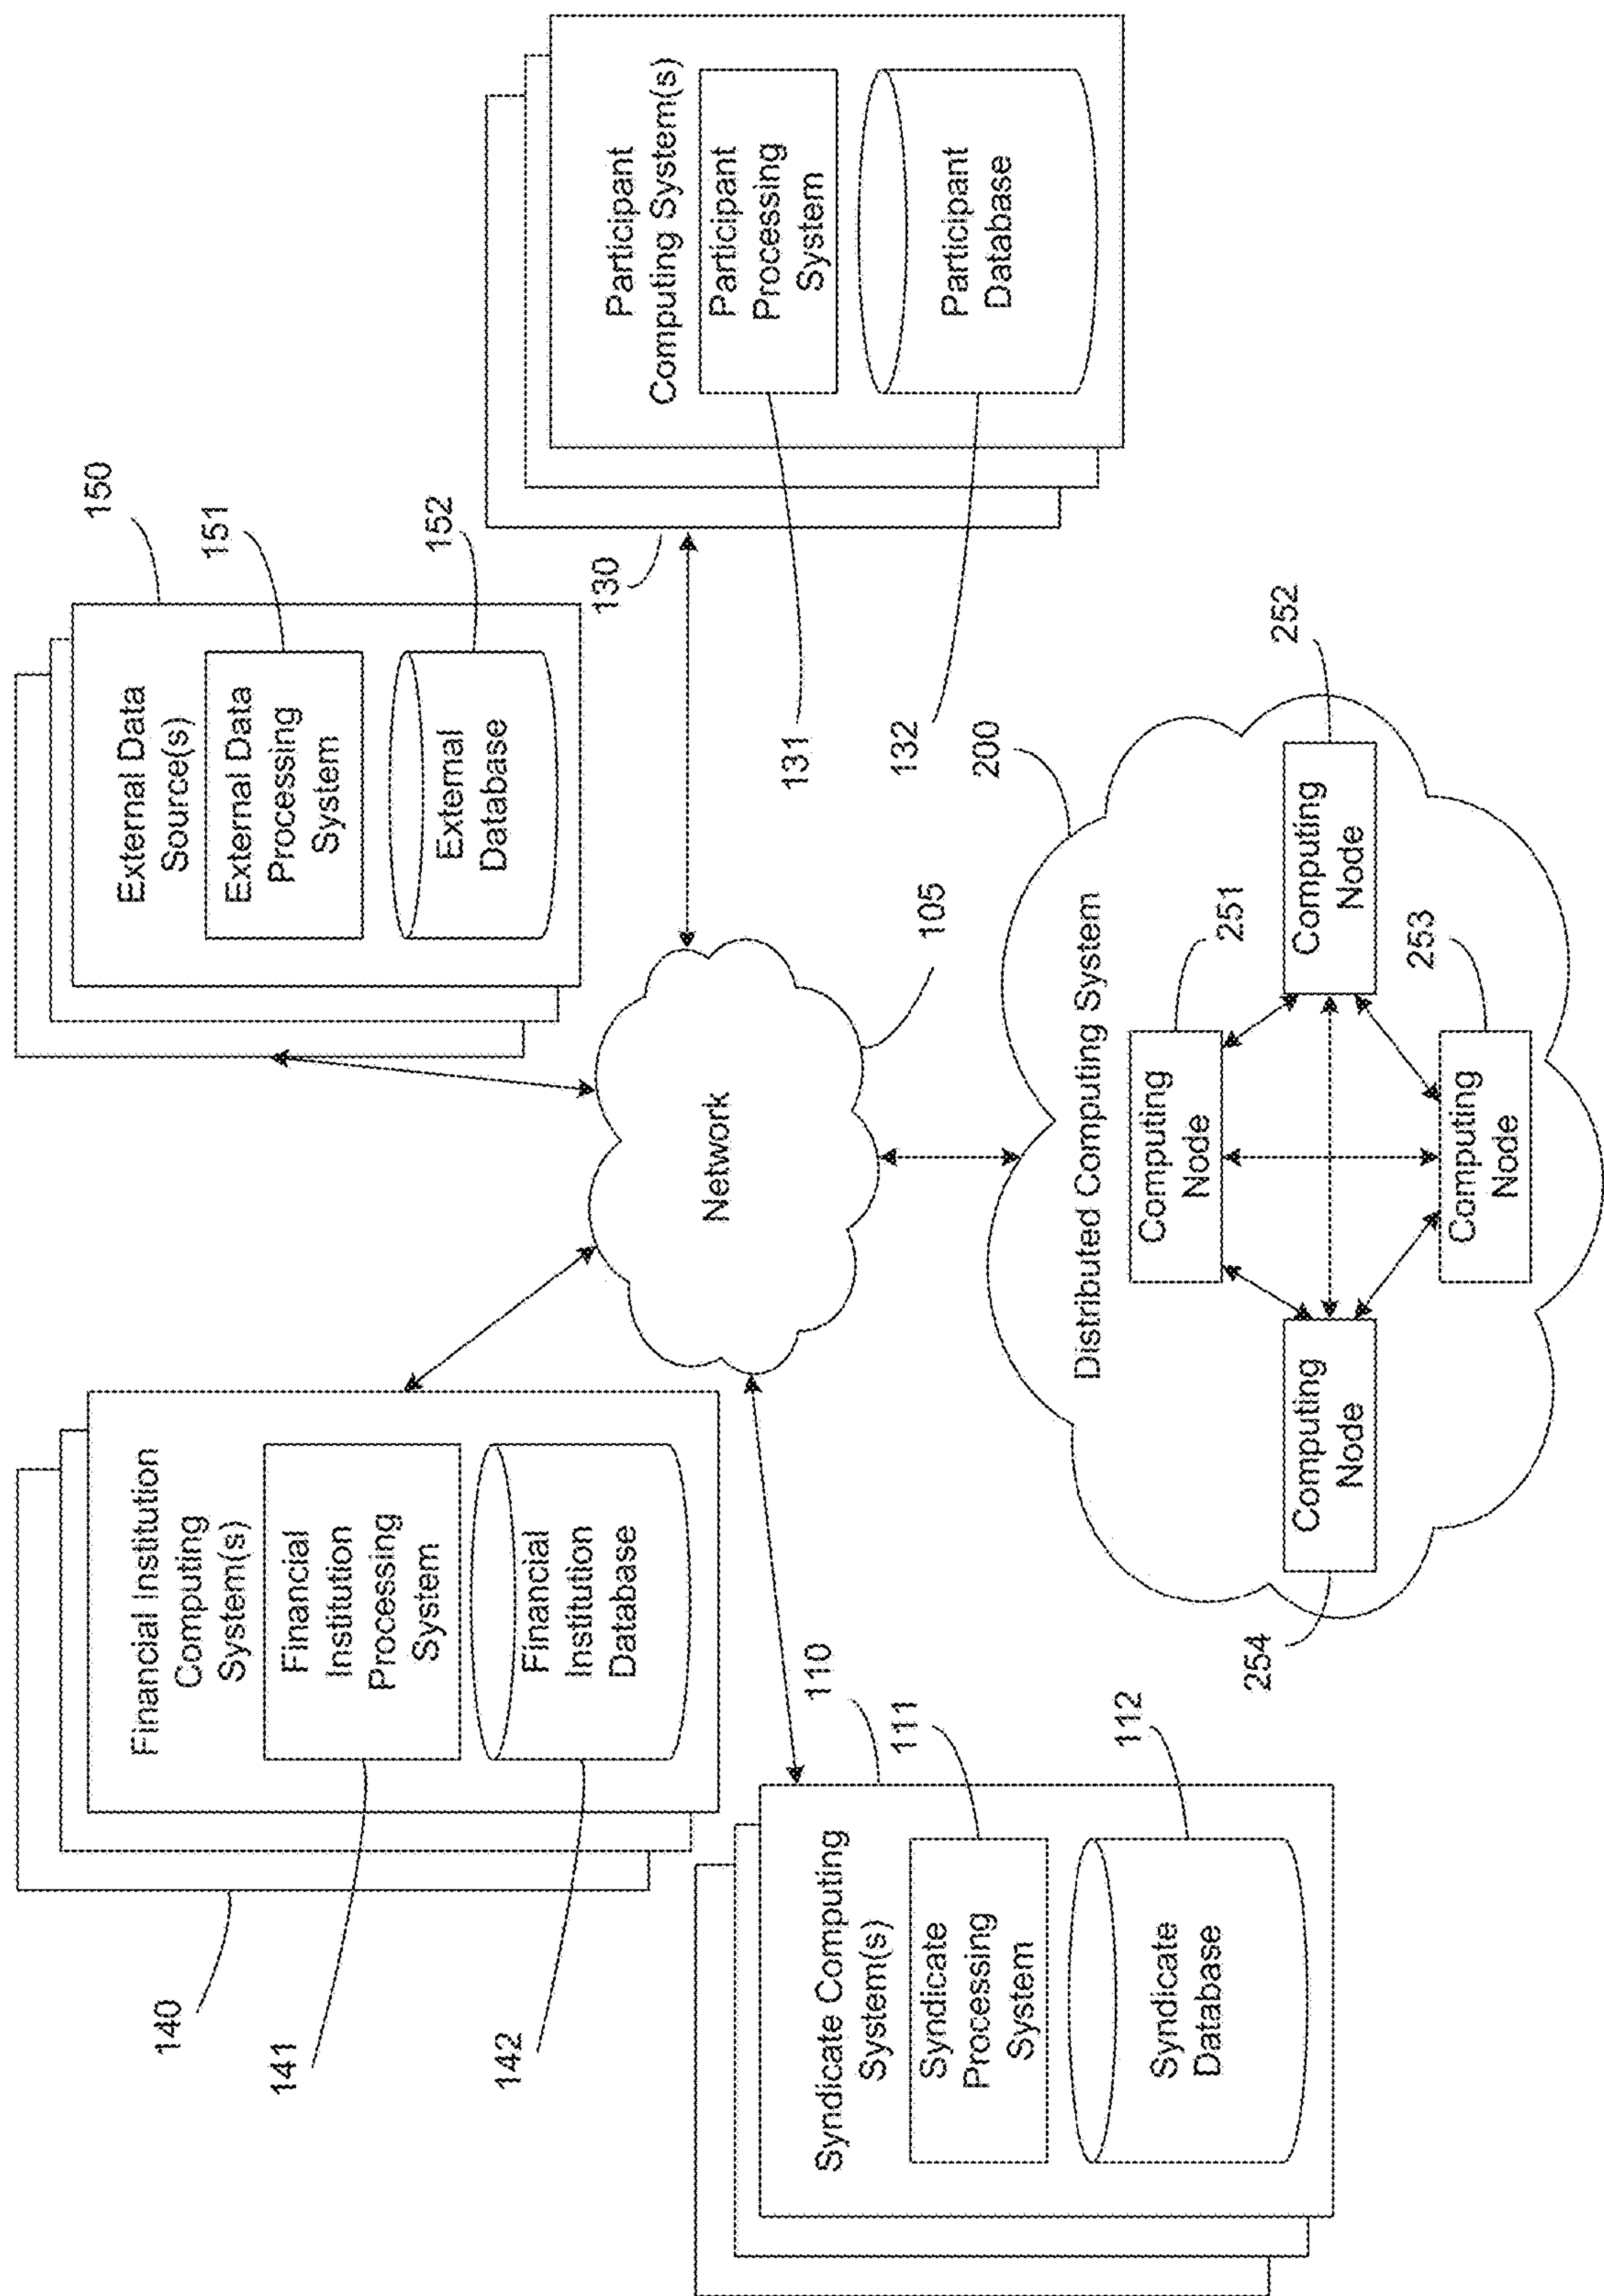 140
Financial Institution
Computing
System(s)
141
Financial
Institution
Processing
System
142
Financial
Institution
Database
150
External Data
Source(s)
151
External Data
Processing
System
152
External
Database
Network
105
110
Syndicate Computing
System(s)
111
Syndicate
Processing
System
112
Syndicate
Database
130
Participant
Computing System(s)
131
Participant
Processing
System
132
Participant
Database
200
Distributed Computing System
251
Computing
Node
252
Computing
Node
253
Computing
Node
254
Computing
Node